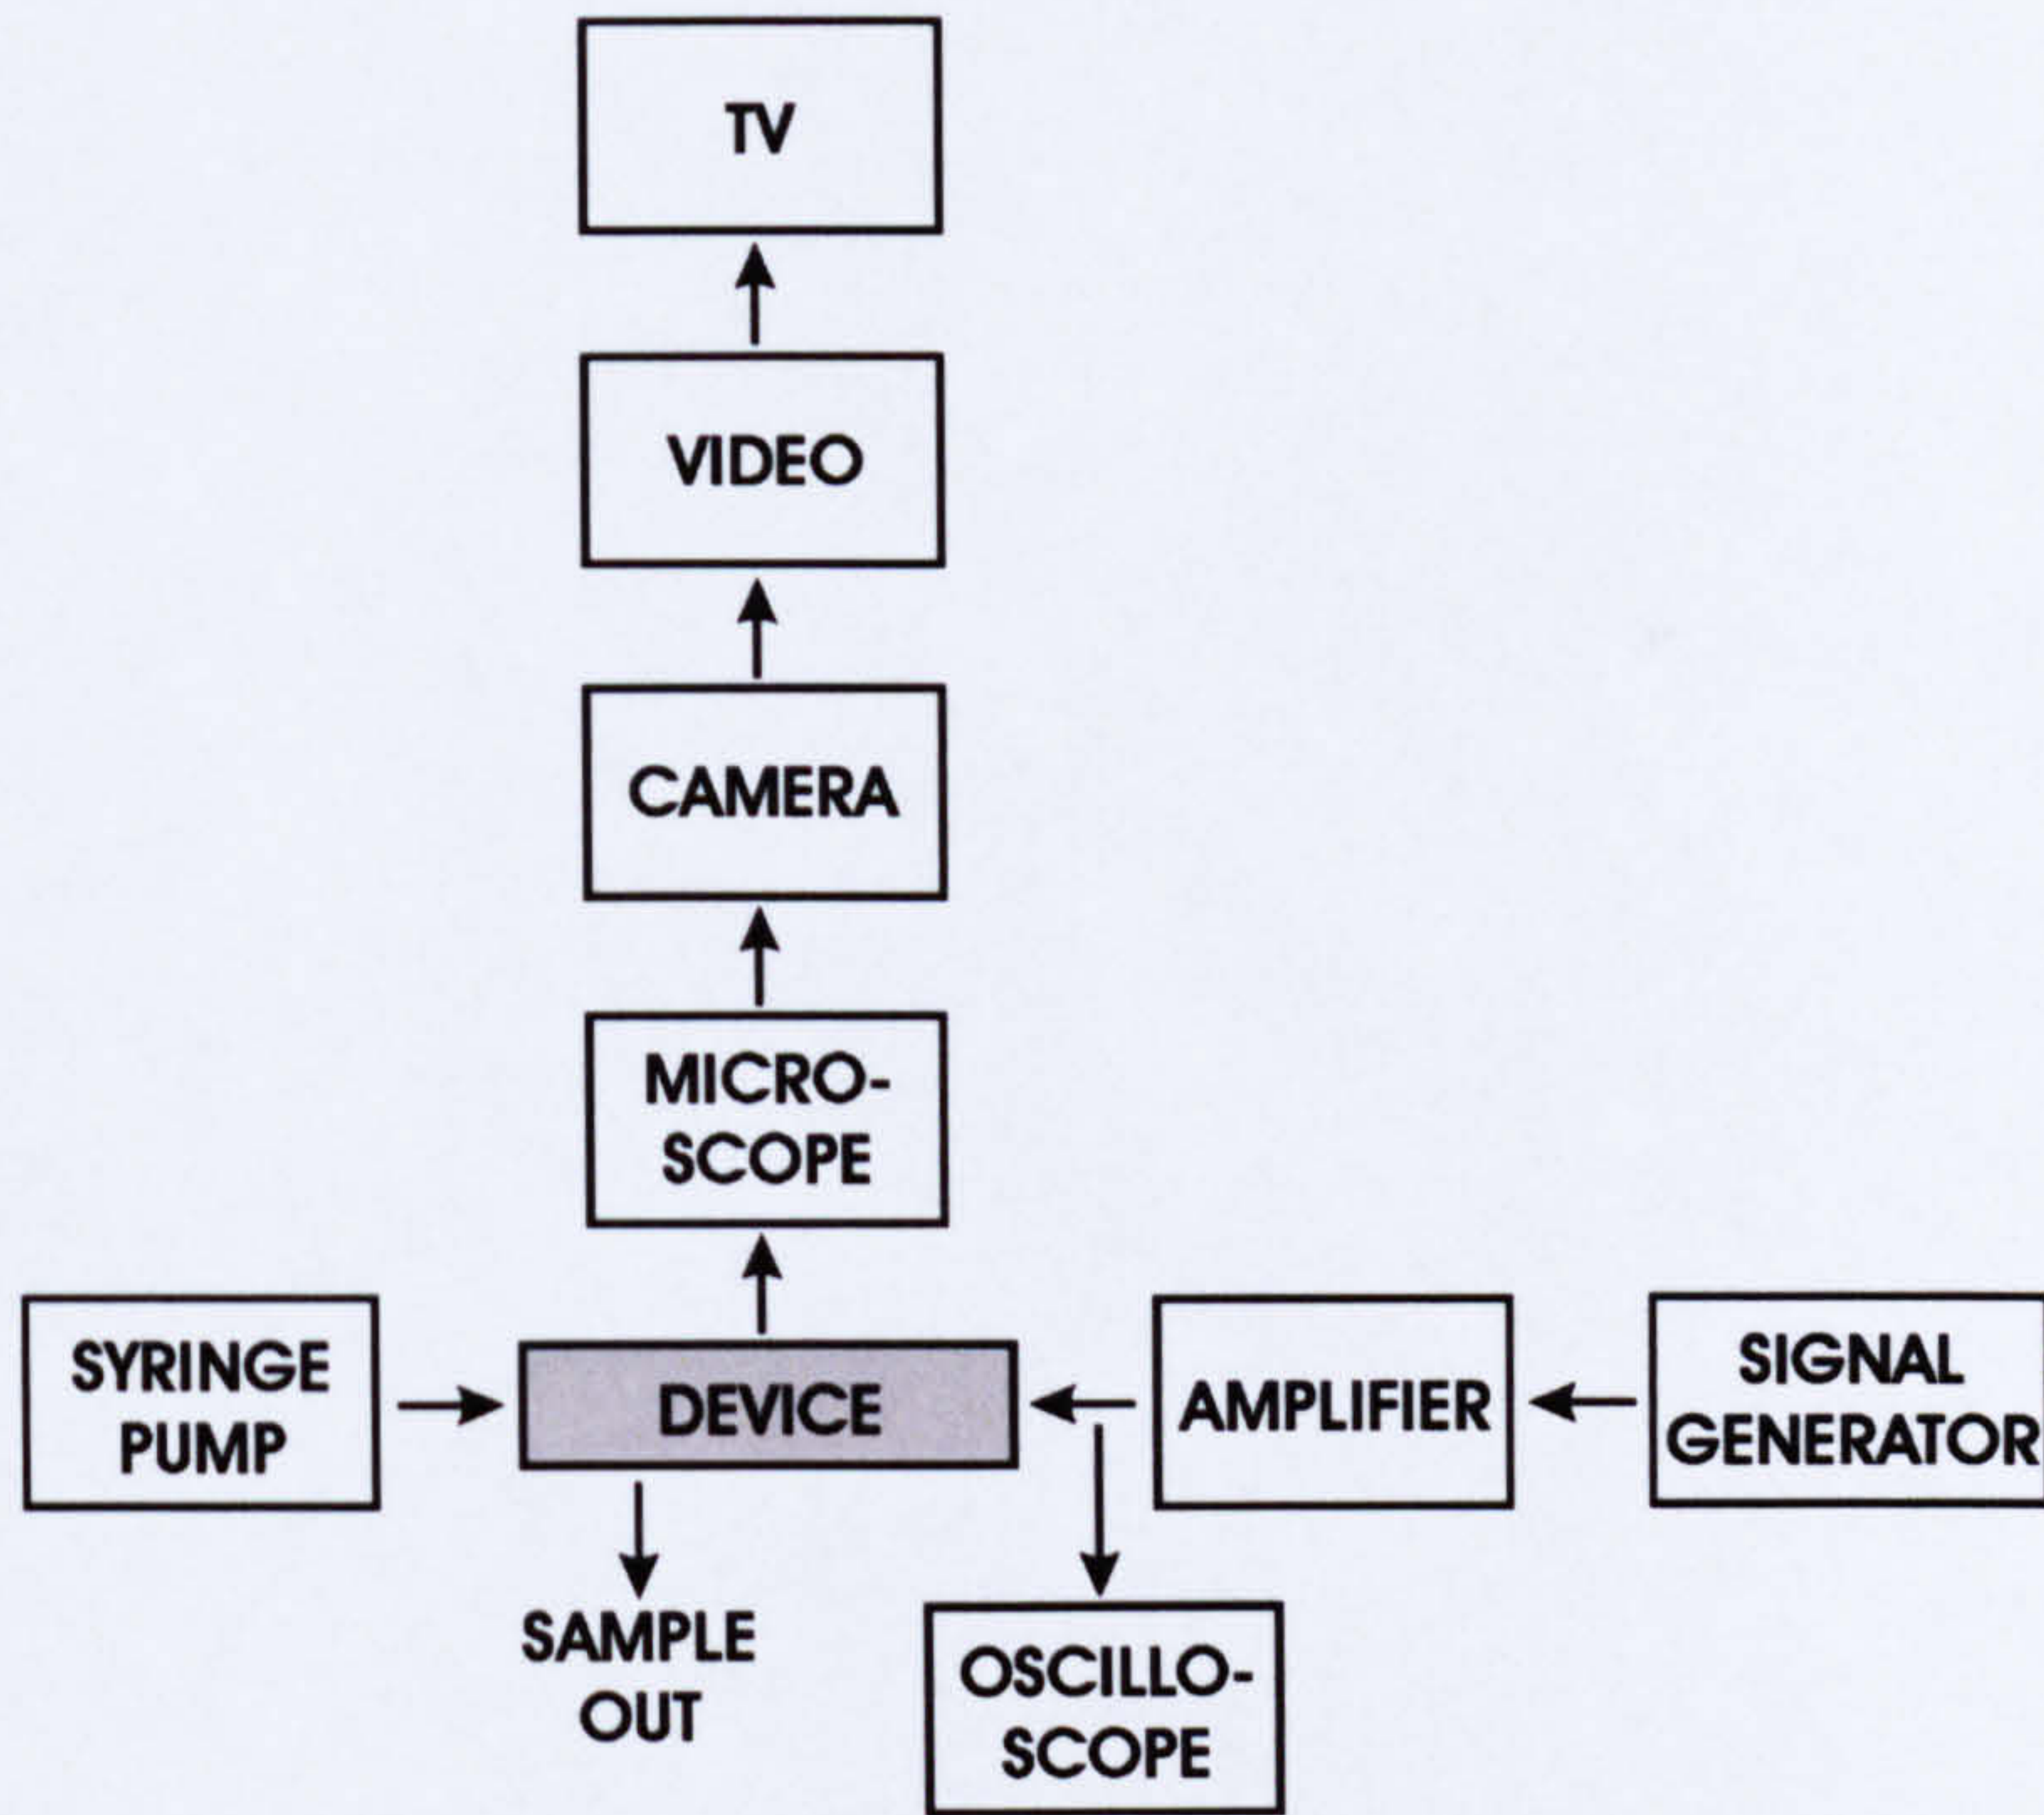 TV
VIDEO
CAMERA
MICRO-
SCOPE
SYRINGE
PUMP
DEVICE
AMPLIFIER
SIGNAL
GENERATOR
SAMPLE
OUT
OSCILLO-
SCOPE